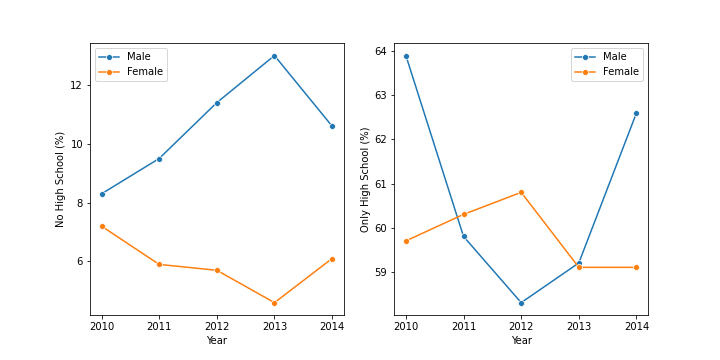 Male
Female
No High School (%)
12
10
8
6
2010 2011 2012 2013 2014
Year
Male
Female
Only High School (%)
64
63
62
61
60
59
2010 2011 2012 2013 2014
Year